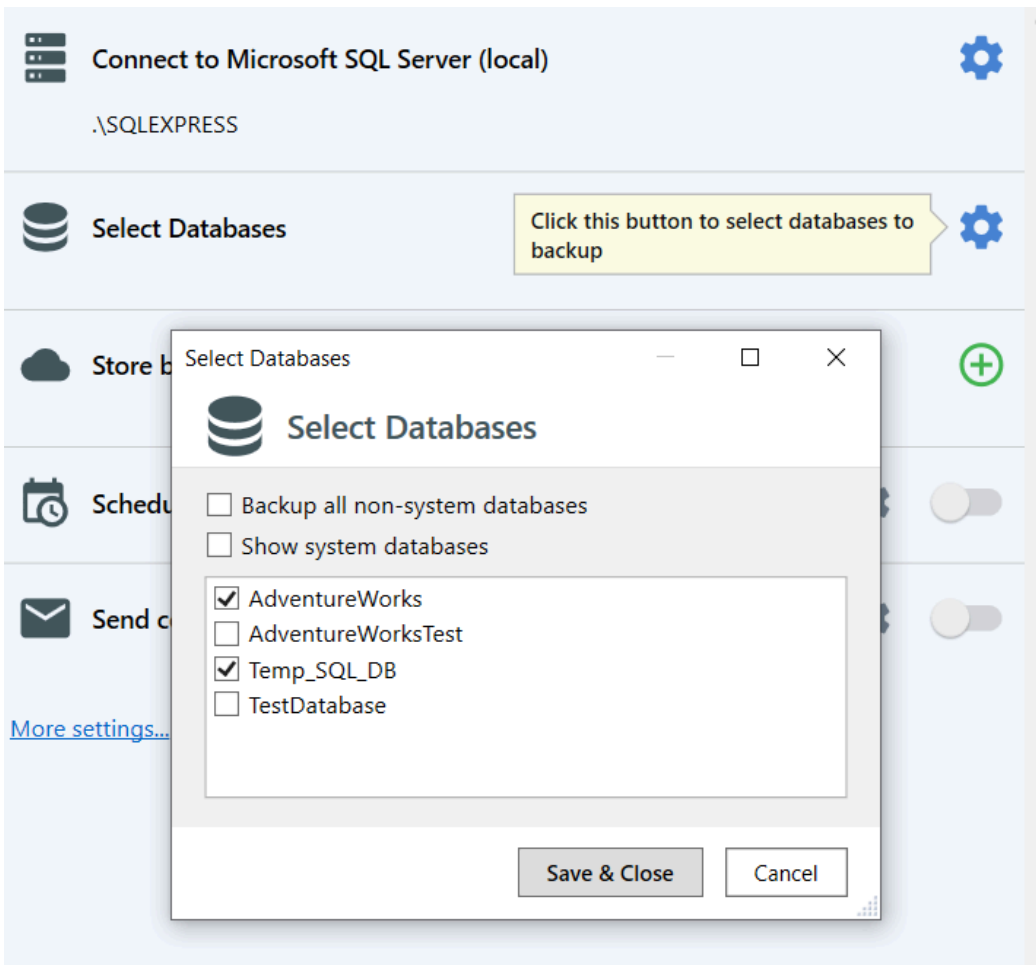 Connect to Microsoft SQL Server (local)
.\SQLEXPRESS
Select Databases
Click this button to select databases to
backup
Store b
Select Databases
Select Databases
Backup all non-system databases
Show system databases
AdventureWorks
AdventureWorksTest
Temp_SQL_DB
TestDatabase
Schedu
Send c
More settings...
Save & Close
Cancel